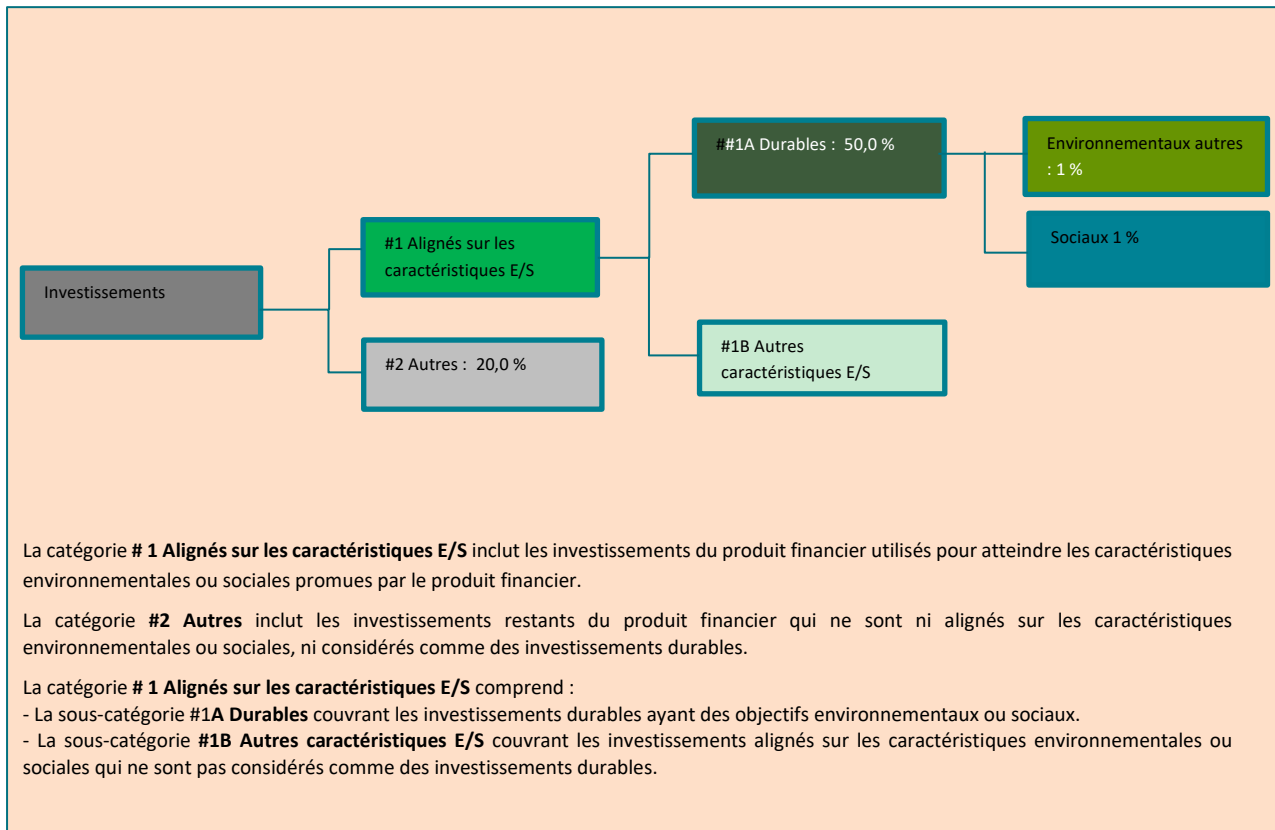 ##1A Durables : 50,0 %
Environnementaux autres
: 1 %
Sociaux 1 %
#1 Alignés sur les
caractéristiques E/S
Investissements
#2 Autres : 20,0 %
#1B Autres
caractéristiques E/S
La catégorie # 1 Alignés sur les caractéristiques E/S inclut les investissements du produit financier utilisés pour atteindre les caractéristiques
environnementales ou sociales promues par le produit financier.
La catégorie #2 Autres inclut les investissements restants du produit financier qui ne sont ni alignés sur les caractéristiques
environnementales ou sociales, ni considérés comme des investissements durables.
La catégorie # 1 Alignés sur les caractéristiques E/S comprend :
- La sous-catégorie #1A Durables couvrant les investissements durables ayant des objectifs environnementaux ou sociaux.
- La sous-catégorie #1B Autres caractéristiques E/S couvrant les investissements alignés sur les caractéristiques environnementales ou
sociales qui ne sont pas considérés comme des investissements durables.